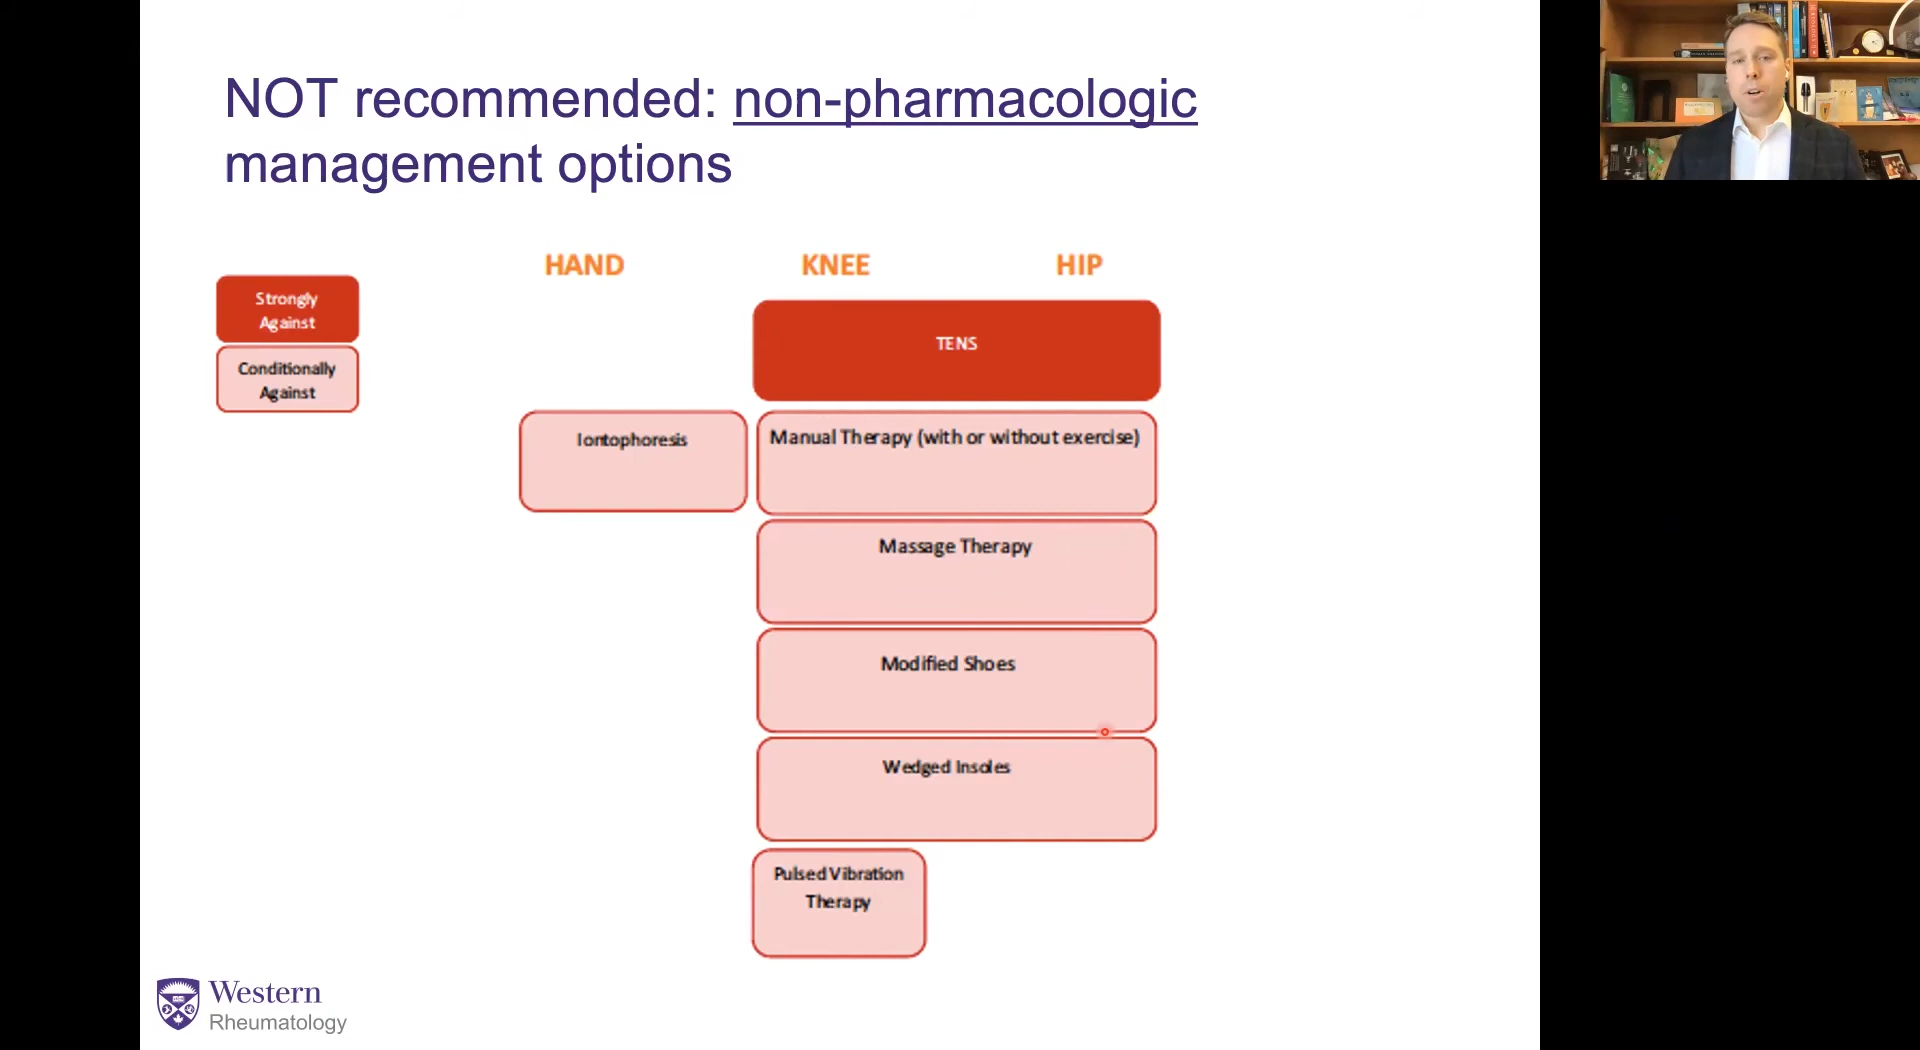 NOT recommended: non-pharmacologic
management options
HAND KNEE HIP
Strongly
Against
Conditionally
Against
TENS
Iontophoresis
Manual Therapy (with or without exercise)
Massage Therapy
Modified Shoes
Wedged Insoles
Pulsed Vibration
Therapy
Western
Rheumatology